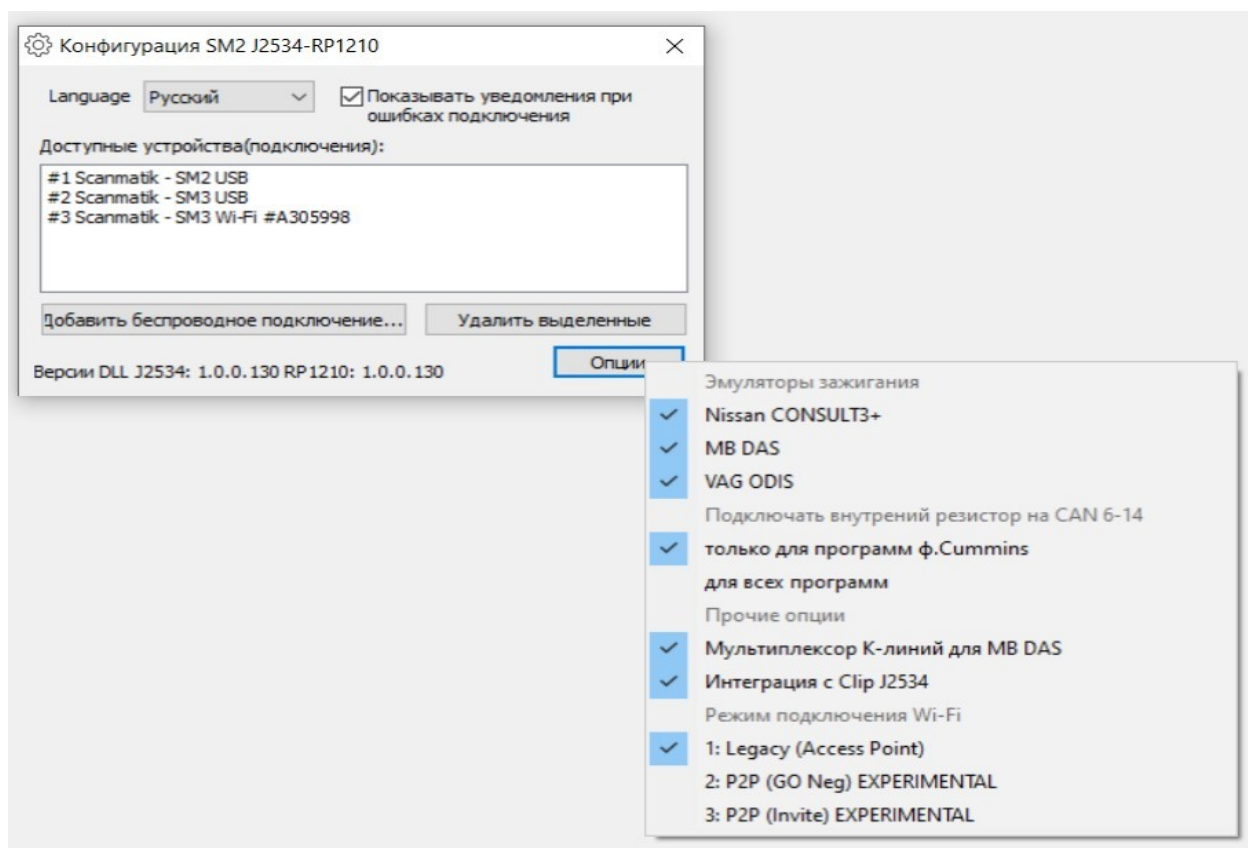 Конфигурация SM2 J2534-RP1210
Language Русский Показывать уведомления при
ошибках подключения
Доступные устройства(подключения):
#1 Scanmatik - SM2 USB
#2 Scanmatik - SM3 USB
#3 Scanmatik - SM3 Wi-Fi #A305998
Добавить беспроводное подключение... Удалить выделенные
Версии DLL J2534: 1.0.0.130 RP1210: 1.0.0.130 Опции
Эмуляторы зажигания
Nissan CONSULT3+
MB DAS
VAG ODIS
Подключать внутрений резистор на CAN 6-14
только для программ ф.Cummins
для всех программ
Прочие опции
Мультиплексор К-линий для MB DAS
Интеграция с Clip J2534
Режим подключения Wi-Fi
1: Legacy (Access Point)
2: P2P (GO Neg) EXPERIMENTAL
3: P2P (Invite) EXPERIMENTAL